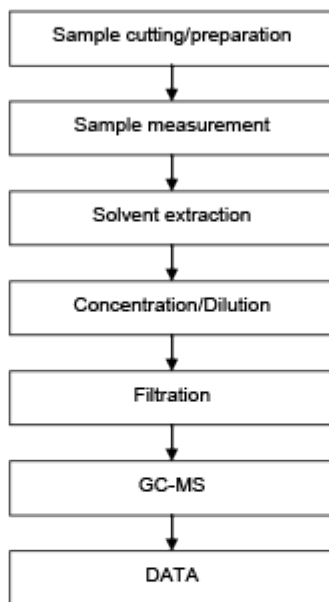 Sample cutting/preparation
Sample measurement
Solvent extraction
Concentration/Dilution
Filtration
GC-MS
DATA